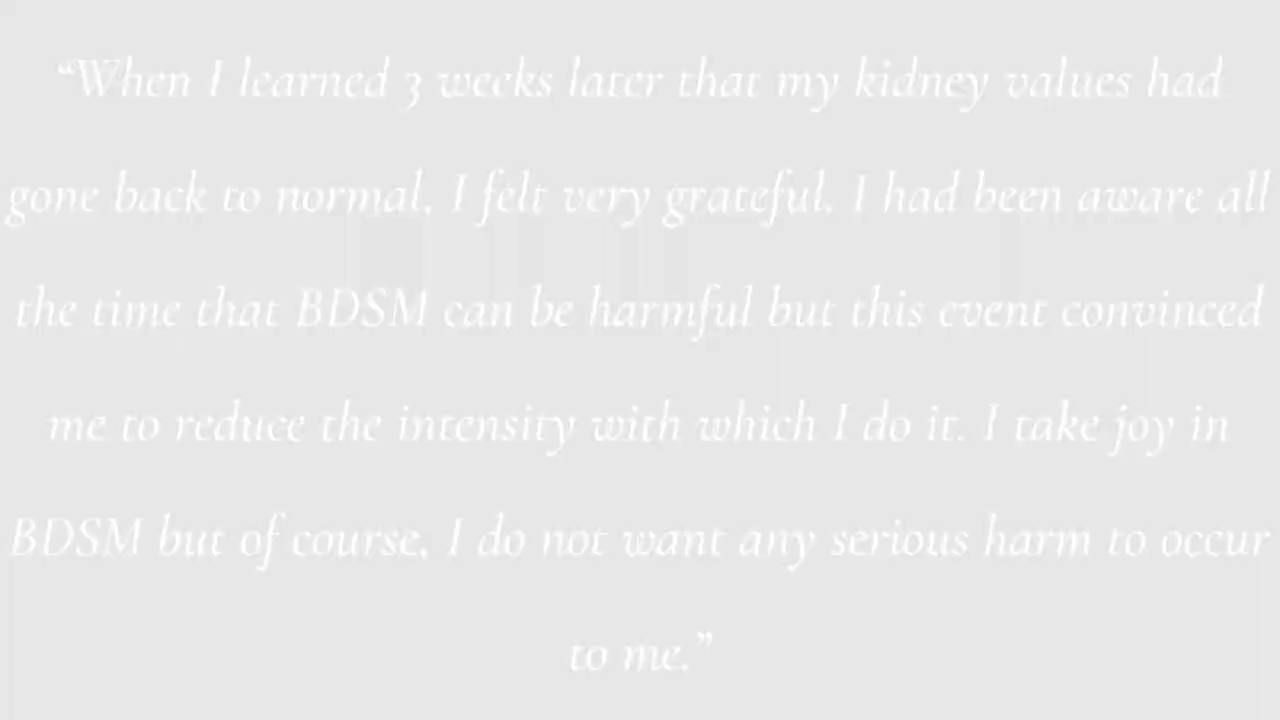 “When I learned 3 weeks later that my kidney values had
gone back to normal, I felt very grateful. I had been aware all
the time that BDSM can be harmful but this event convinced
me to reduce the intensity with which I do it. I take joy in
BDSM but of course, I do not want any serious harm to occur
to me.”